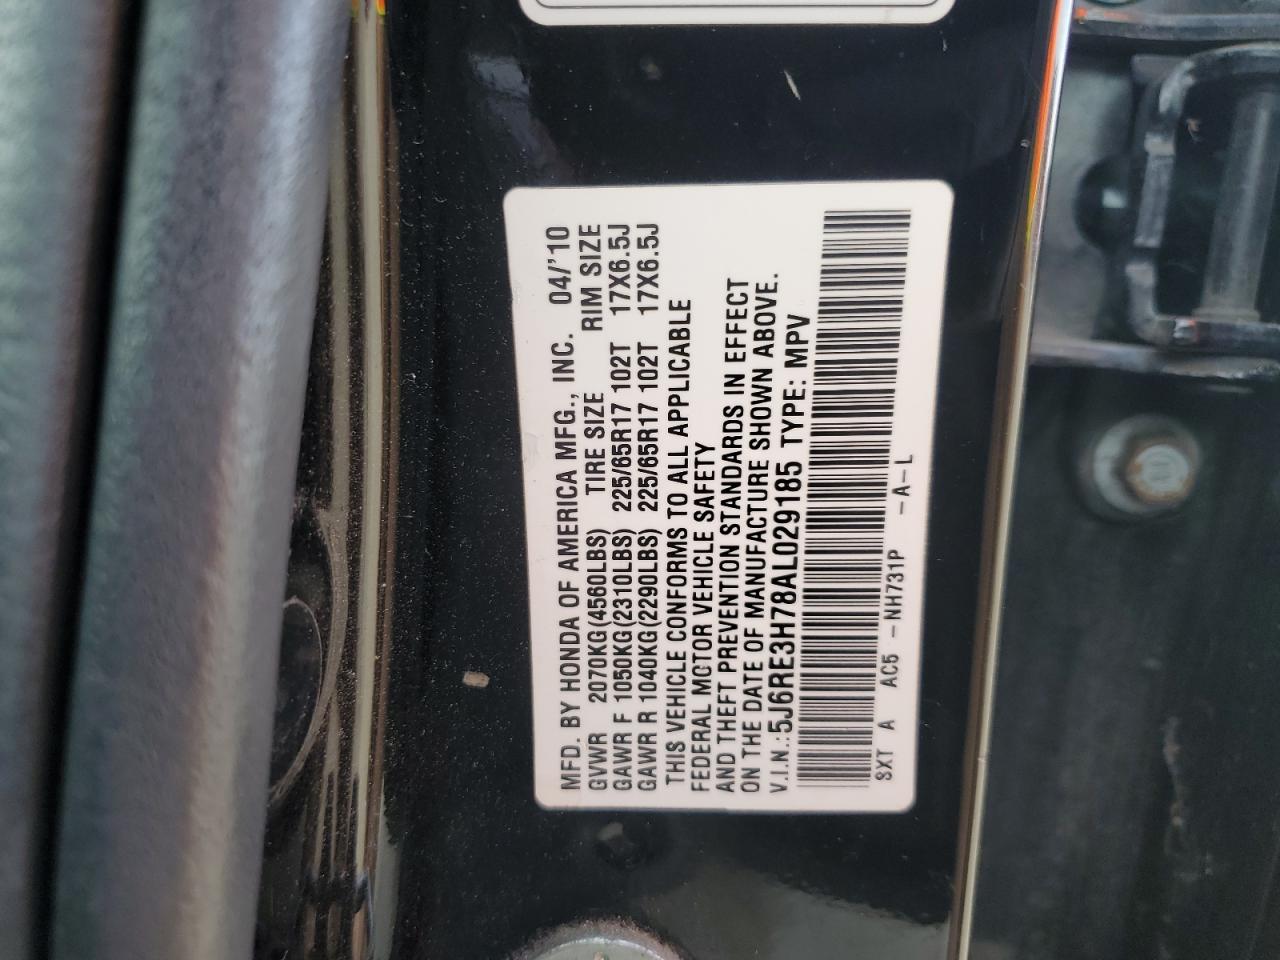 MFD. BY HONDA OF AMERICA MFG., INC. 04/'10
GVWR 2070KG(4560LBS) TIRE SIZE RIM SIZE
GAWR F 1050KG(2310LBS) 225/65R17 102T 17X6.5J
GAWR R 1040KG(2290LBS) 225/65R17 102T 17X6.5J
THIS VEHICLE CONFORMS TO ALL APPLICABLE
FEDERAL MOTOR VEHICLE SAFETY
AND THEFT PREVENTION STANDARDS IN EFFECT
ON THE DATE OF MANUFACTURE SHOWN ABOVE.
V.I.N.:5J6RE3H78AL029185 TYPE: MPV
SXT A AC5 -NH731P -A-L